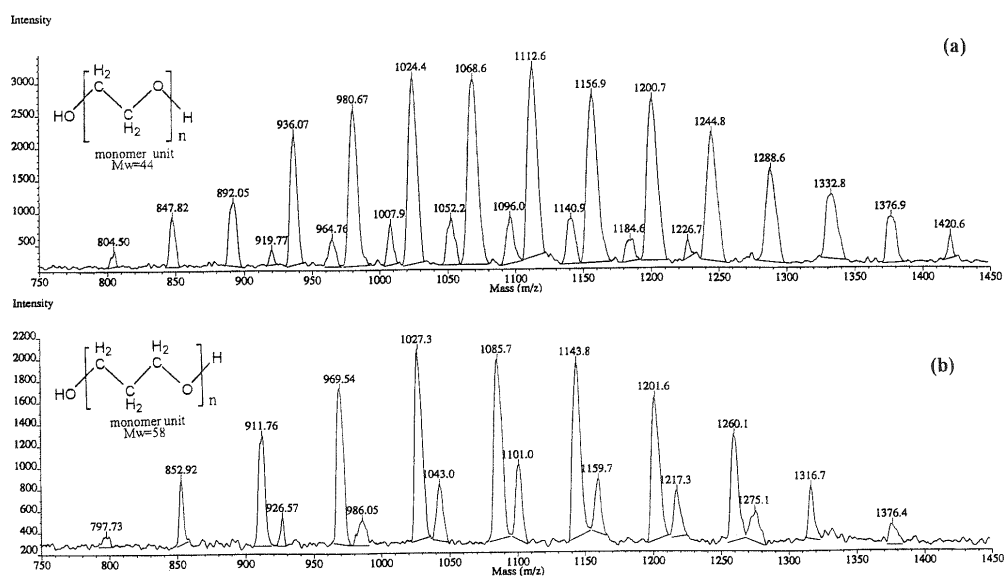 Intensity
(a)
3000
2500
2000
1500
1000
500
H2
C
O
HO
C
H2
H
n
monomer unit
Mw=44
804.50
847.82
892.05
919.77
936.07
964.76
980.67
1007.9
1024.4
1052.2
1068.6
1096.0
1112.6
1140.9
1156.9
1184.6
1200.7
1226.7
1244.8
1288.6
1332.8
1376.9
1420.6
750 800 850 900 950 1000 1050 1100 1150 1200 1250 1300 1350 1400 1450
Mass (m/z)
Intensity
(b)
2200
2000
1800
1600
1400
1200
1000
800
600
400
200
H2
H2
C
C
H
HO
C
O
H2
n
monomer unit
Mw=58
797.73
852.92
911.76
926.57
969.54
986.05
1027.3
1043.0
1085.7
1101.0
1143.8
1159.7
1201.6
1217.3
1260.1
1275.1
1316.7
1376.4
750 800 850 900 950 1000 1050 1100 1150 1200 1250 1300 1350 1400 1450
Mass (m/z)